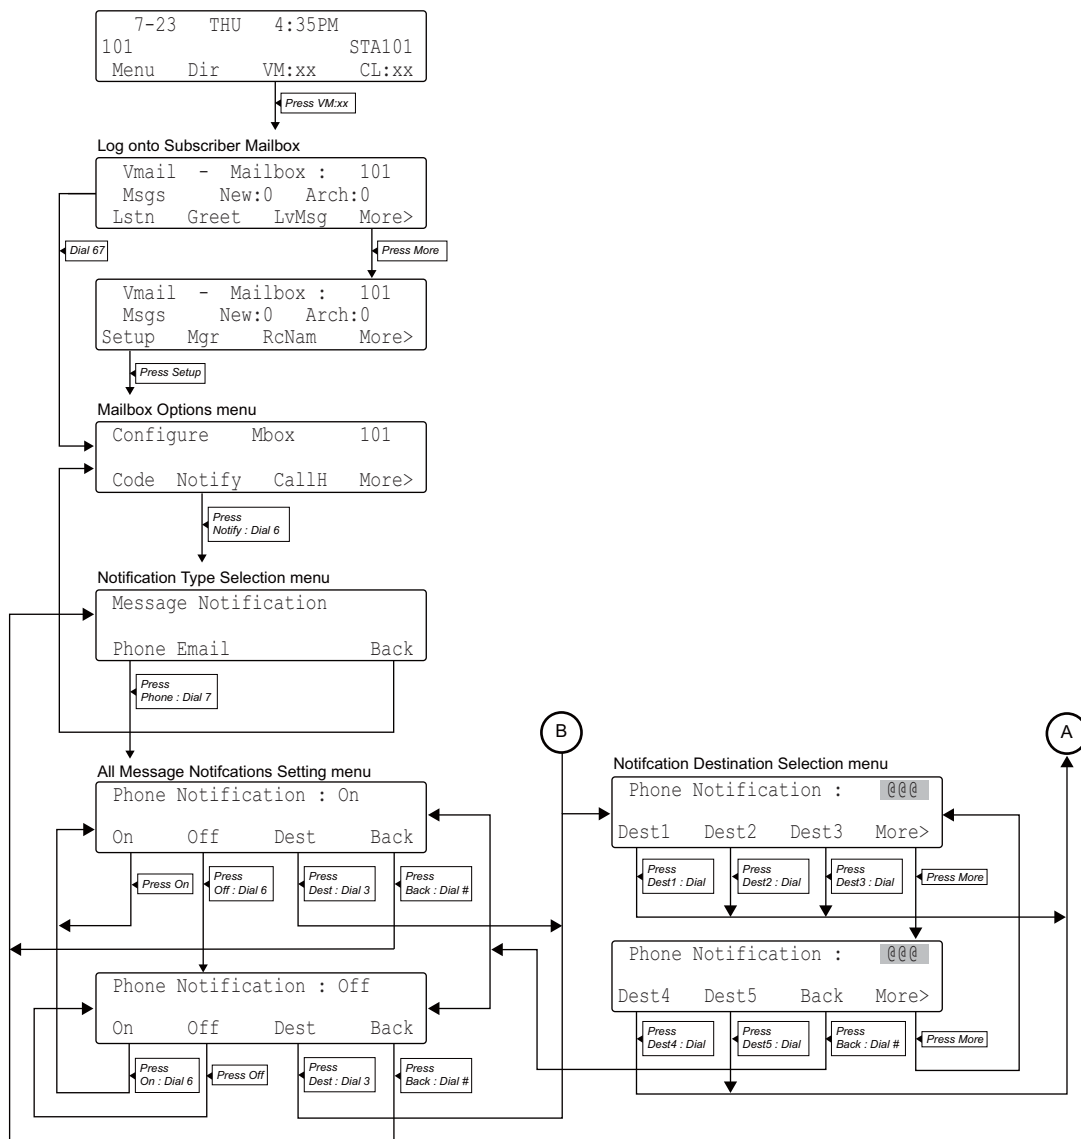 7-23 THU 4:35PM
101 STA101
Menu Dir VM:xx CL:xx
Press VM:xx
Log onto Subscriber Mailbox
Vmail - Mailbox : 101
Msgs New:0 Arch:0
Lstn Greet LvMsg More>
Dial 67
Press More
Vmail - Mailbox : 101
Msgs New:0 Arch:0
Setup Mgr RcNam More>
Press Setup
Mailbox Options menu
Configure Mbox 101
Code Notify CallH More>
Press
Notify : Dial 6
Notification Type Selection menu
Message Notification
Phone Email Back
Press
Phone : Dial 7
All Message Notifcations Setting menu
Phone Notification : On
On Off Dest Back
Press On
Press
Off : Dial 6
Press
Dest : Dial 3
Press
Back : Dial #
Phone Notification : Off
On Off Dest Back
Press
On : Dial 6
Press Off
Press
Dest : Dial 3
Press
Back : Dial #
B
A
Notifcation Destination Selection menu
Phone Notification : @@@
Dest1 Dest2 Dest3 More>
Press
Dest1 : Dial
Press
Dest2 : Dial
Press
Dest3 : Dial
Press More
Phone Notification : @@@
Dest4 Dest5 Back More>
Press
Dest4 : Dial
Press
Dest5 : Dial
Press
Back : Dial #
Press More